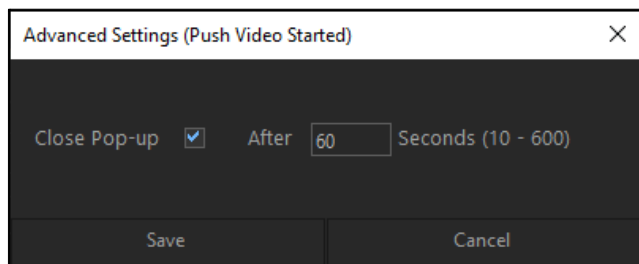 Advanced Settings (Push Video Started)
Close Pop-up After 60 Seconds (10 - 600)
Save Cancel